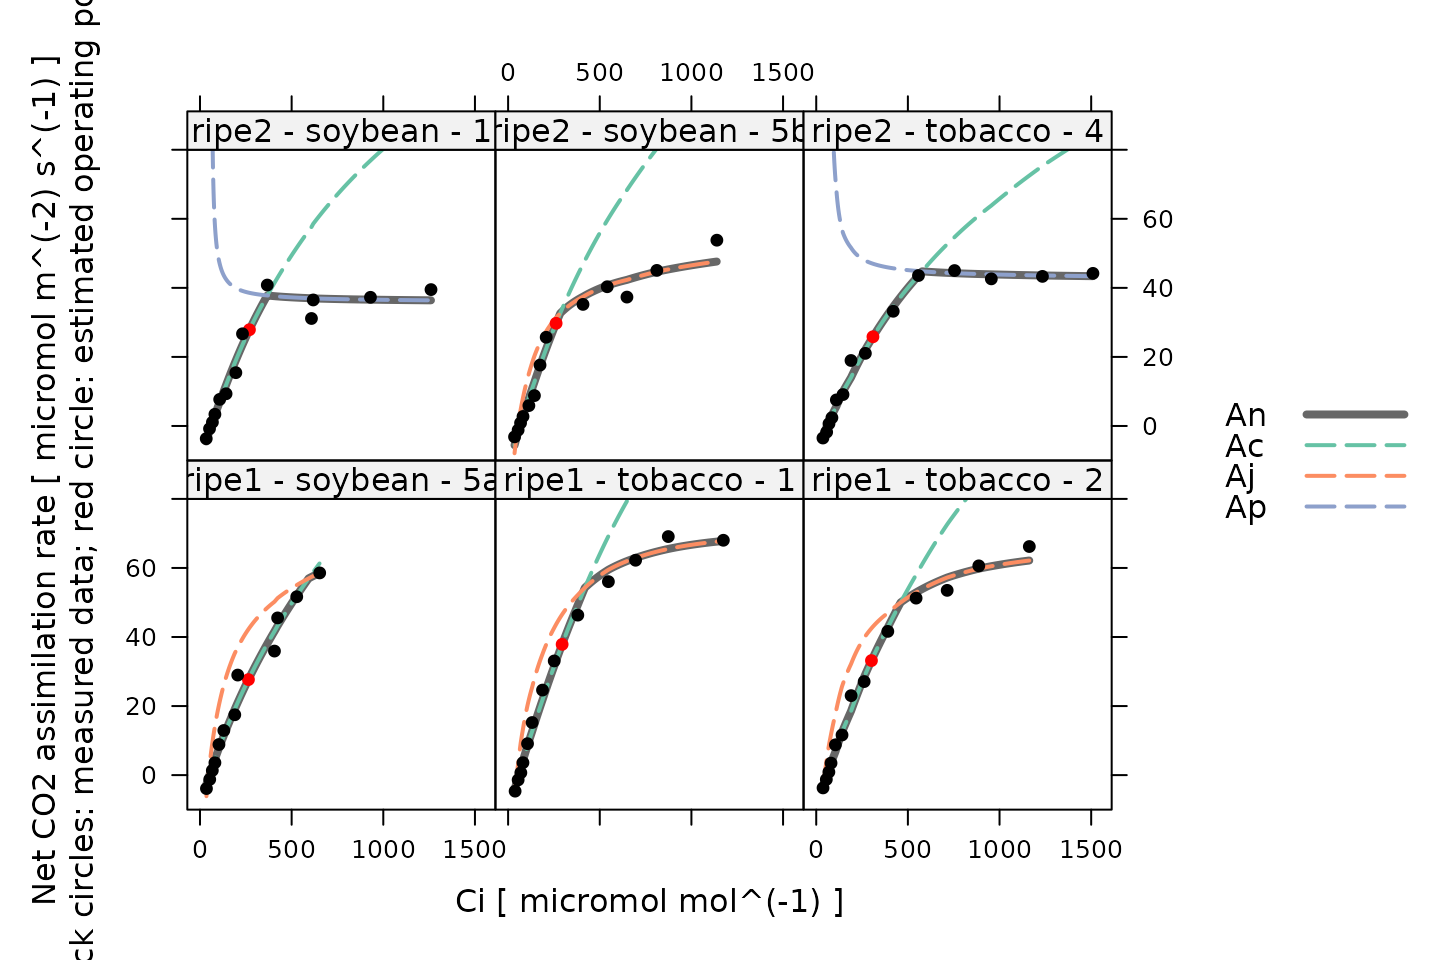 Net CO2 assimilation rate [ micromol m^(-2) s^(-1) ]
circles: measured data; red circle: estimated operating
0 500 1000 1500
ripe2 - soybean - 1
ripe2 - soybean - 5b
ripe2 - tobacco - 4
60
40
20
0
ripe1 - soybean - 5a
ripe1 - tobacco - 1
ripe1 - tobacco - 2
60
40
20
0
0 500 1000 1500
0 500 1000 1500
Ci [ micromol mol^(-1) ]
An
Ac
Aj
Ap